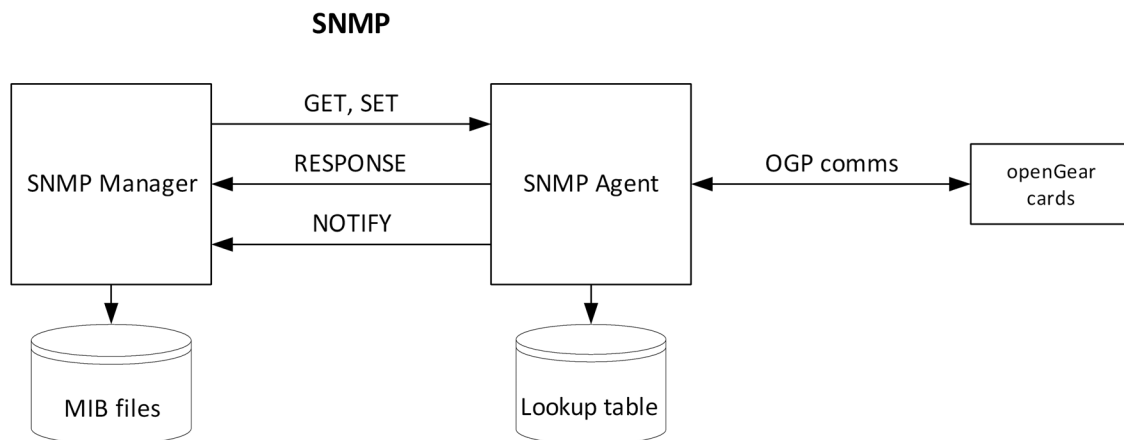 SNMP
GET, SET
SNMP Manager
RESPONSE
NOTIFY
SNMP Agent
OGP comms
openGear
cards
MIB files
Lookup table